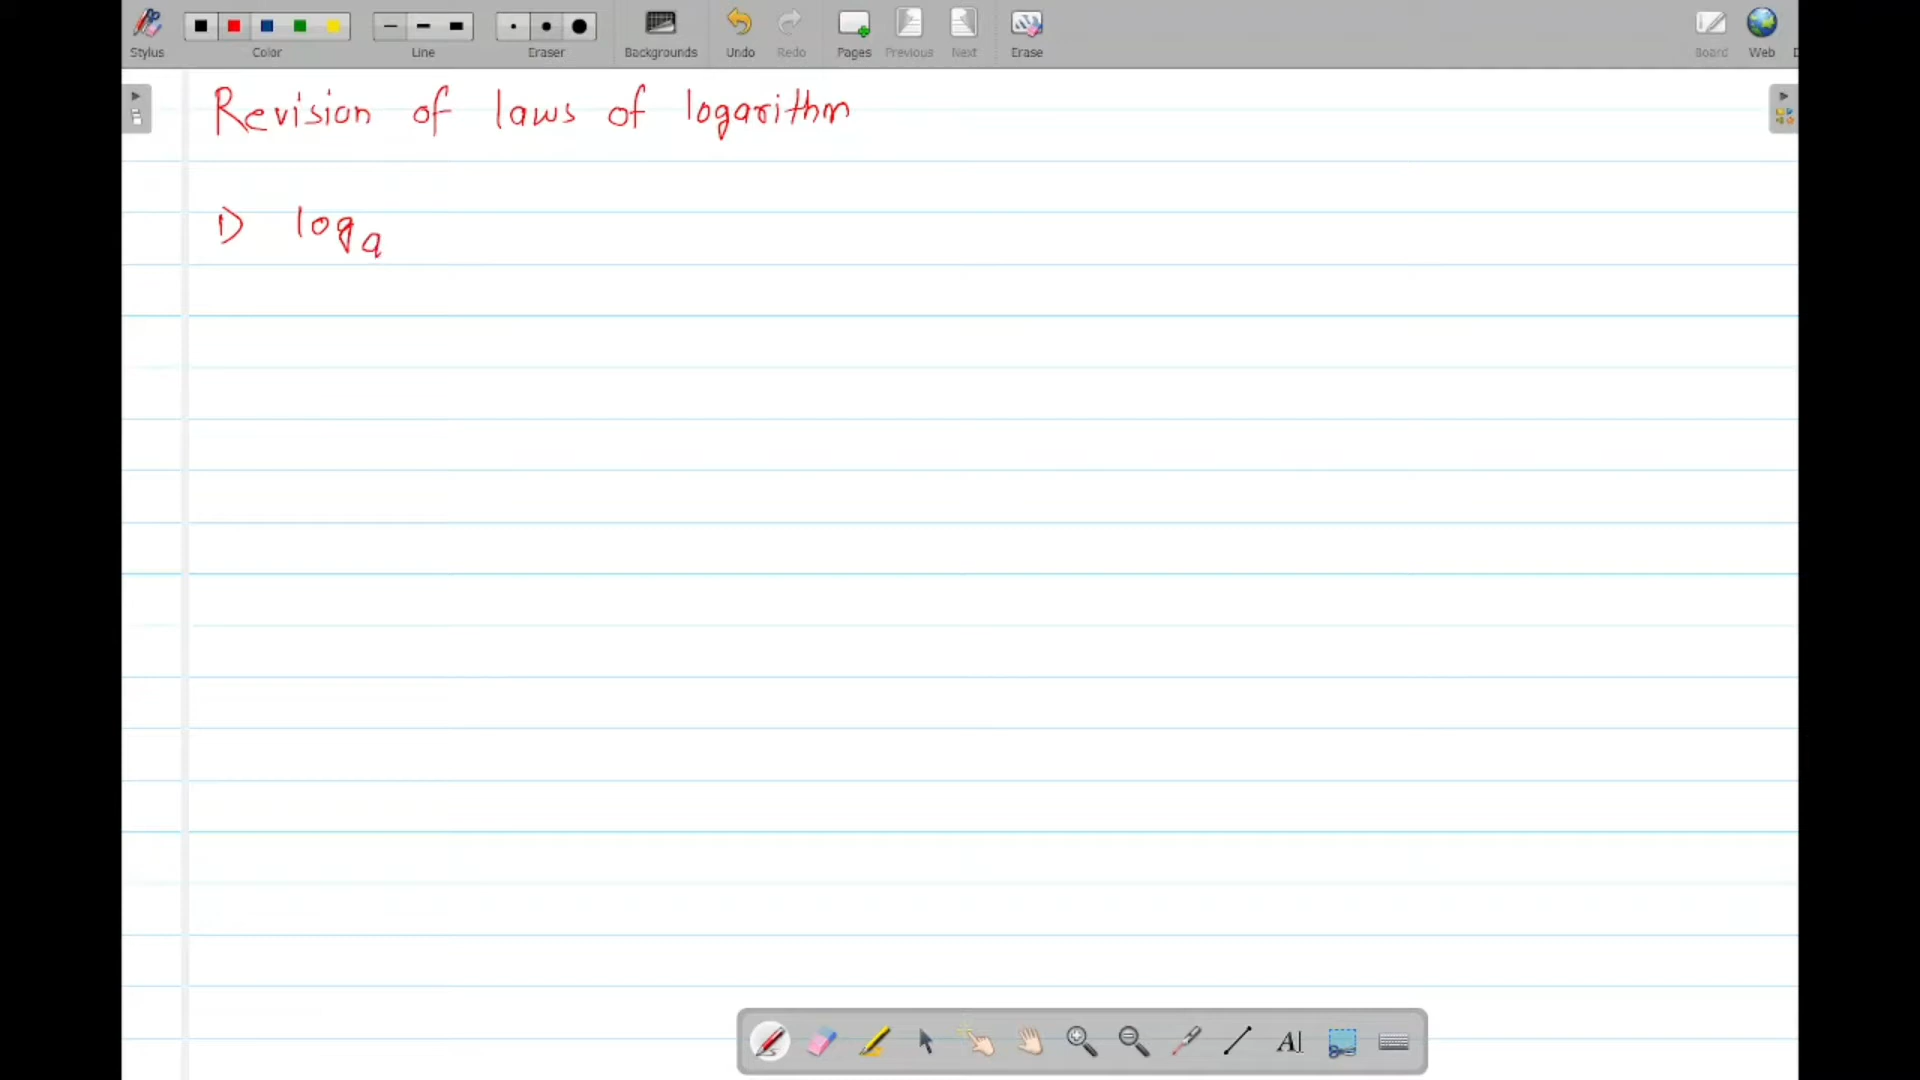 Stylus Color Line Eraser Backgrounds Undo Redo Pages Previous Next Erase Board Web
Revision of laws of logarithm
1) log a
AI